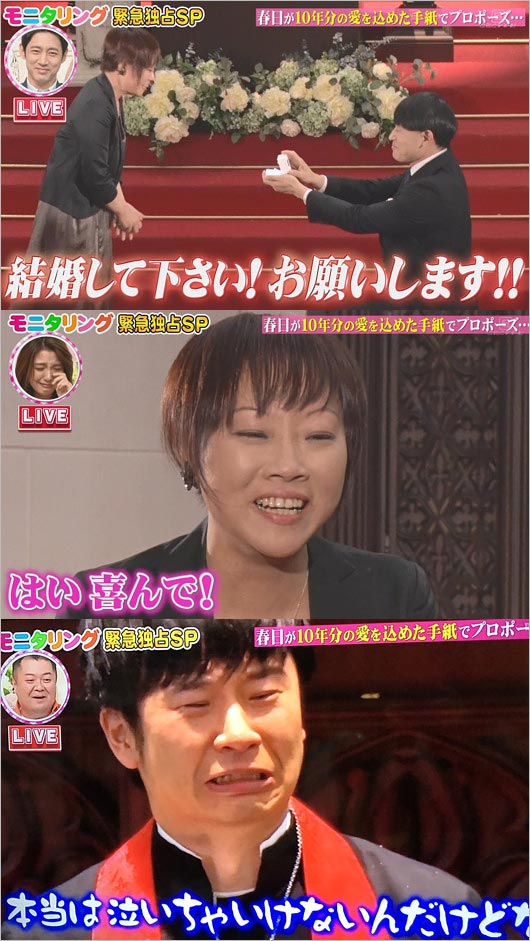 モニタリング 緊急独占SP
春日が10年分の愛を込めた手紙でプロポーズ…
LIVE
結婚して下さい!お願いします!!
モニタリング 緊急独占SP
春日が10年分の愛を込めた手紙でプロポーズ…
LIVE
はい 喜んで!
モニタリング 緊急独占SP
春日が10年分の愛を込めた手紙でプロポー
LIVE
本当は泣いちゃいけないんだけど